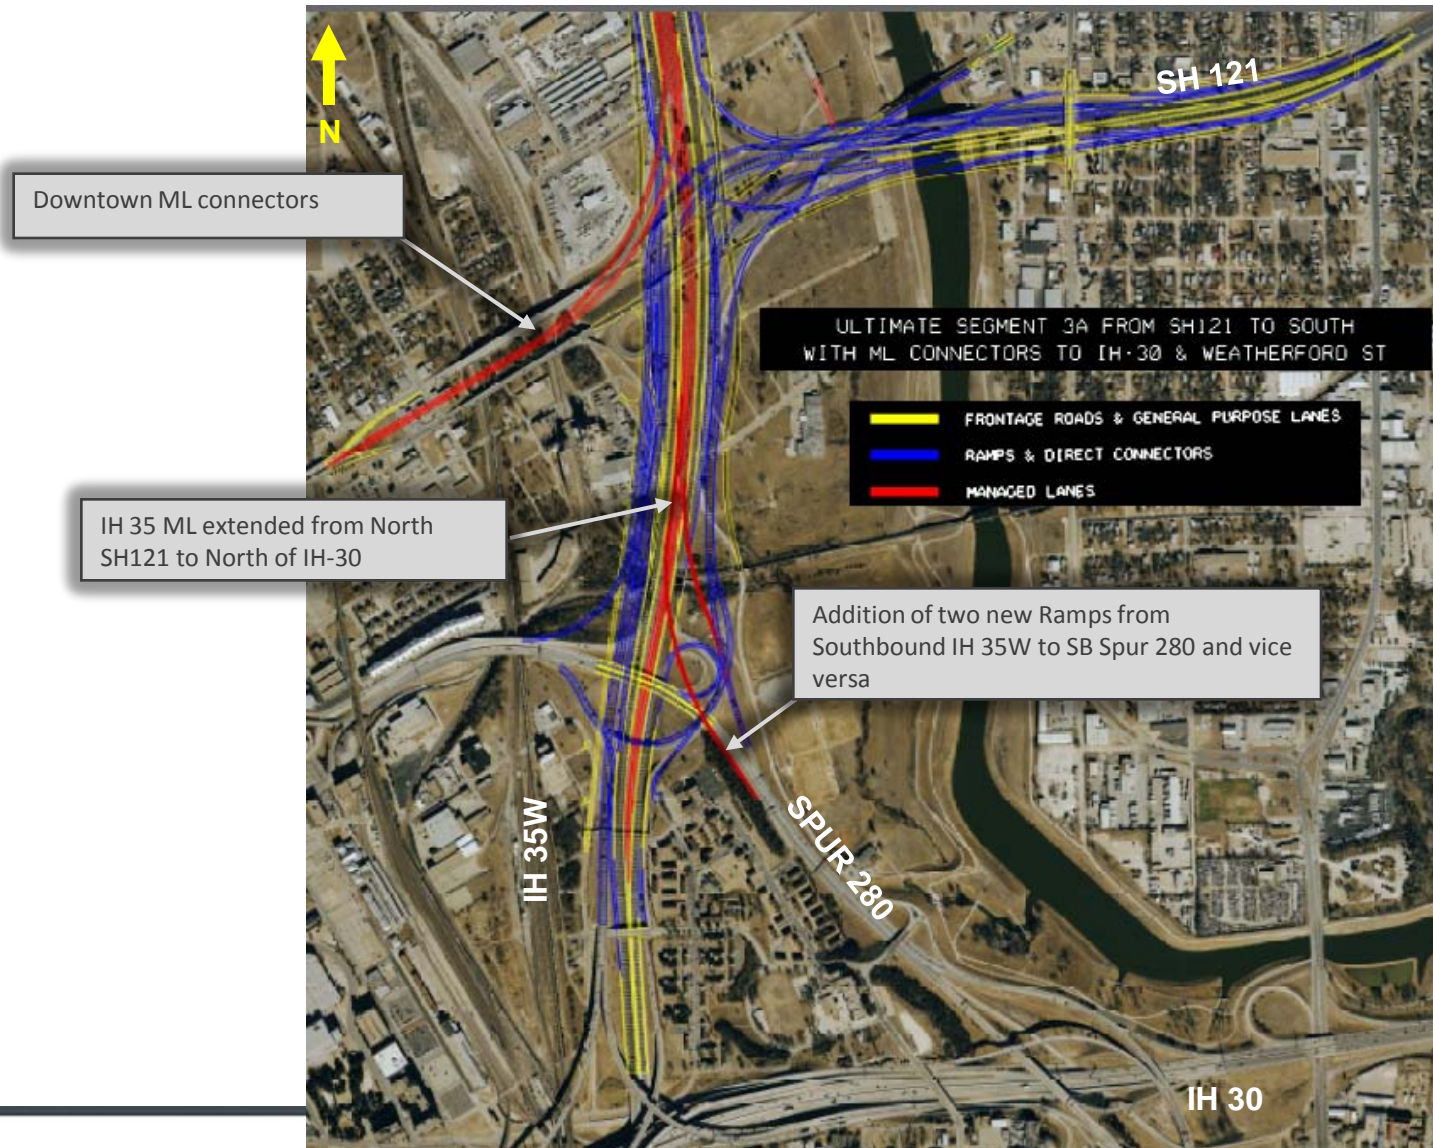 SH 121
N
Downtown ML connectors
ULTIMATE SEGMENT 3A FROM SH121 TO SOUTH
WITH ML CONNECTORS TO IH-30 & WEATHERFORD ST
FRONTAGE ROADS & GENERAL PURPOSE LANES
RAMPS & DIRECT CONNECTORS
MANAGED LANES
IH 35 ML extended from North
SH121 to North of IH-30
Addition of two new Ramps from
Southbound IH 35W to SB Spur 280 and vice
versa
IH 35W
SPUR 280
IH 30